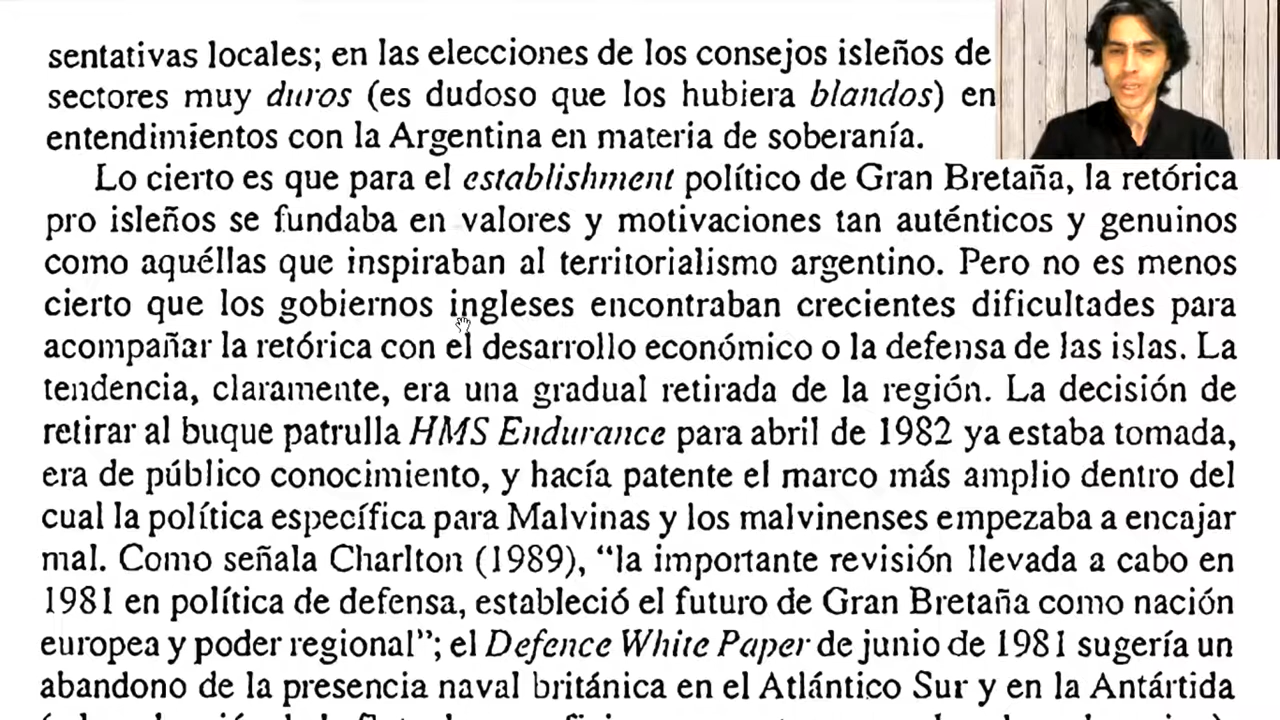 sentativas locales; en las elecciones de los consejos isleños de
sectores muy duros (es dudoso que los hubiera blandos) en
entendimientos con la Argentina en materia de soberanía.
Lo cierto es que para el establishment político de Gran Bretaña, la retórica
pro isleños se fundaba en valores y motivaciones tan auténticos y genuinos
como aquéllas que inspiraban al territorialismo argentino. Pero no es menos
cierto que los gobiernos ingleses encontraban crecientes dificultades para
acompañar la retórica con el desarrollo económico o la defensa de las islas. La
tendencia, claramente, era una gradual retirada de la región. La decisión de
retirar al buque patrulla HMS Endurance para abril de 1982 ya estaba tomada,
era de público conocimiento, y hacía patente el marco más amplio dentro del
cual la política específica para Malvinas y los malvinenses empezaba a encajar
mal. Como señala Charlton (1989), “la importante revisión llevada a cabo en
1981 en política de defensa, estableció el futuro de Gran Bretaña como nación
europea y poder regional”; el Defence White Paper de junio de 1981 sugería un
abandono de la presencia naval británica en el Atlántico Sur y en la Antártida